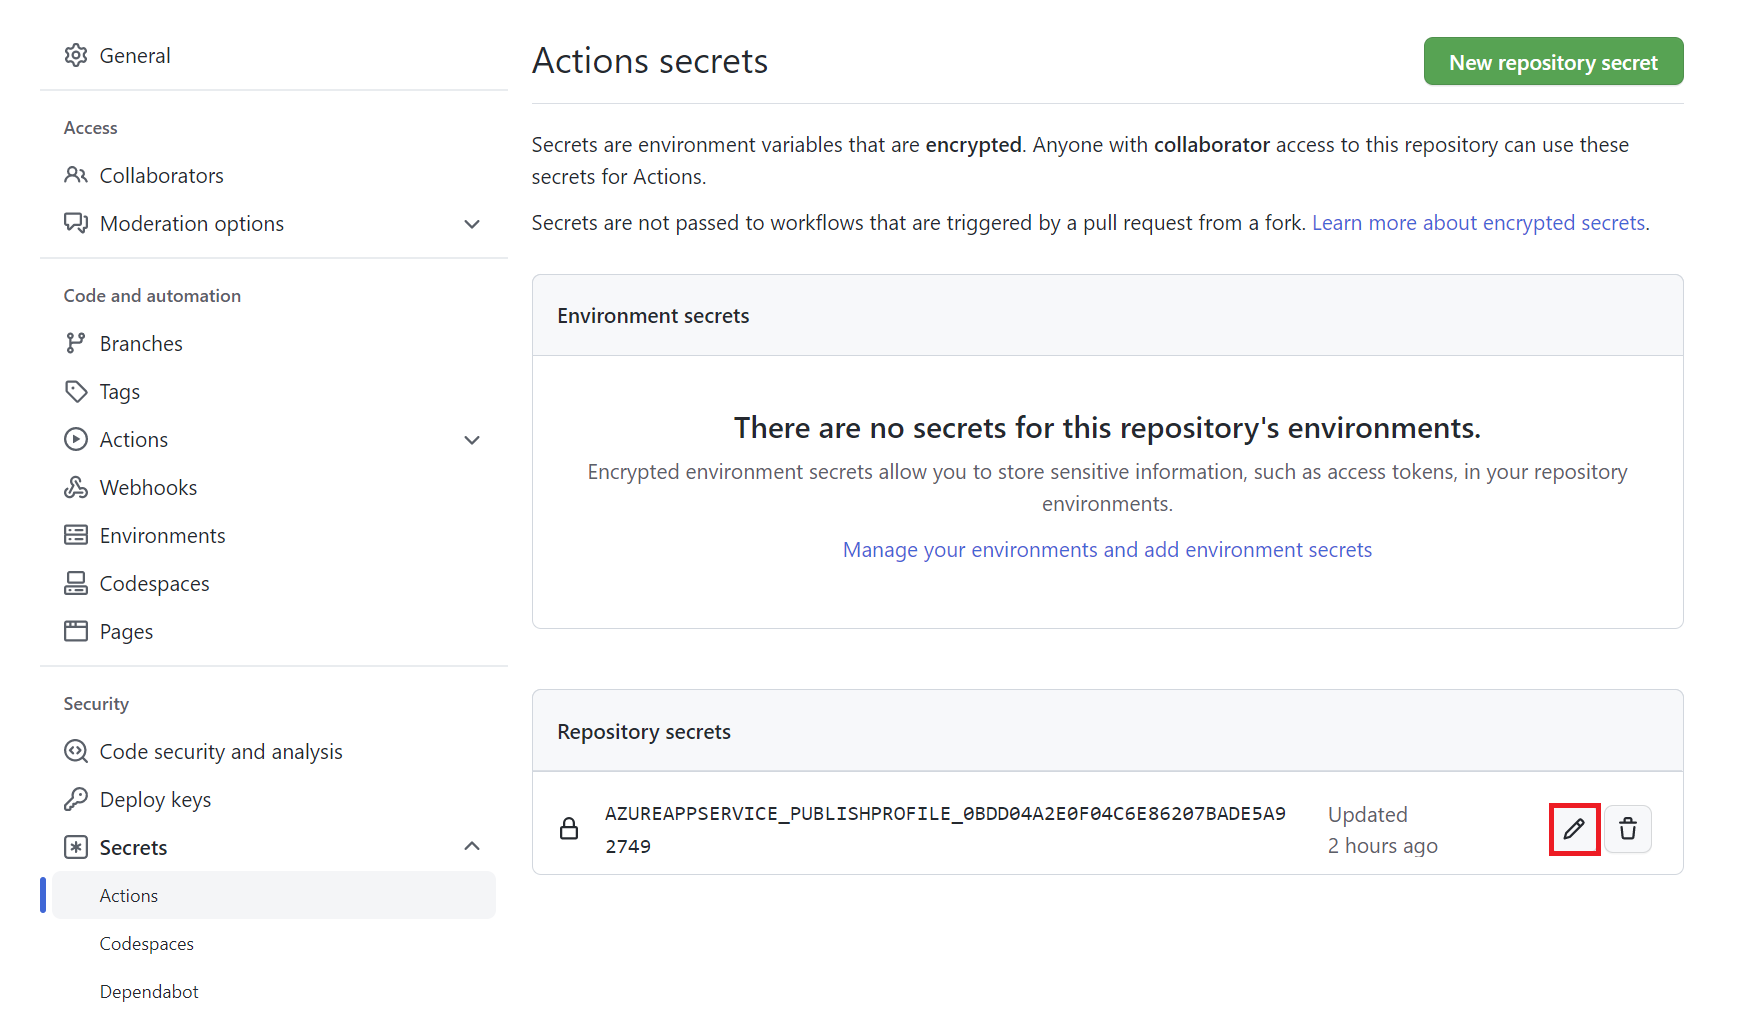 General
Access
Collaborators
Moderation options
Code and automation
Branches
Tags
Actions
Webhooks
Environments
Codespaces
Pages
Security
Code security and analysis
Deploy keys
Secrets
Actions
Codespaces
Dependabot
Actions secrets
New repository secret
Secrets are environment variables that are encrypted. Anyone with collaborator access to this repository can use these
secrets for Actions.
Secrets are not passed to workflows that are triggered by a pull request from a fork. Learn more about encrypted secrets.
Environment secrets
There are no secrets for this repository's environments.
Encrypted environment secrets allow you to store sensitive information, such as access tokens, in your repository
environments.
Manage your environments and add environment secrets
Repository secrets
AZUREAPPSERVICE_PUBLISHPROFILE_0BDD04A2E0F04C6E86207BADE5A9
2749
Updated
2 hours ago